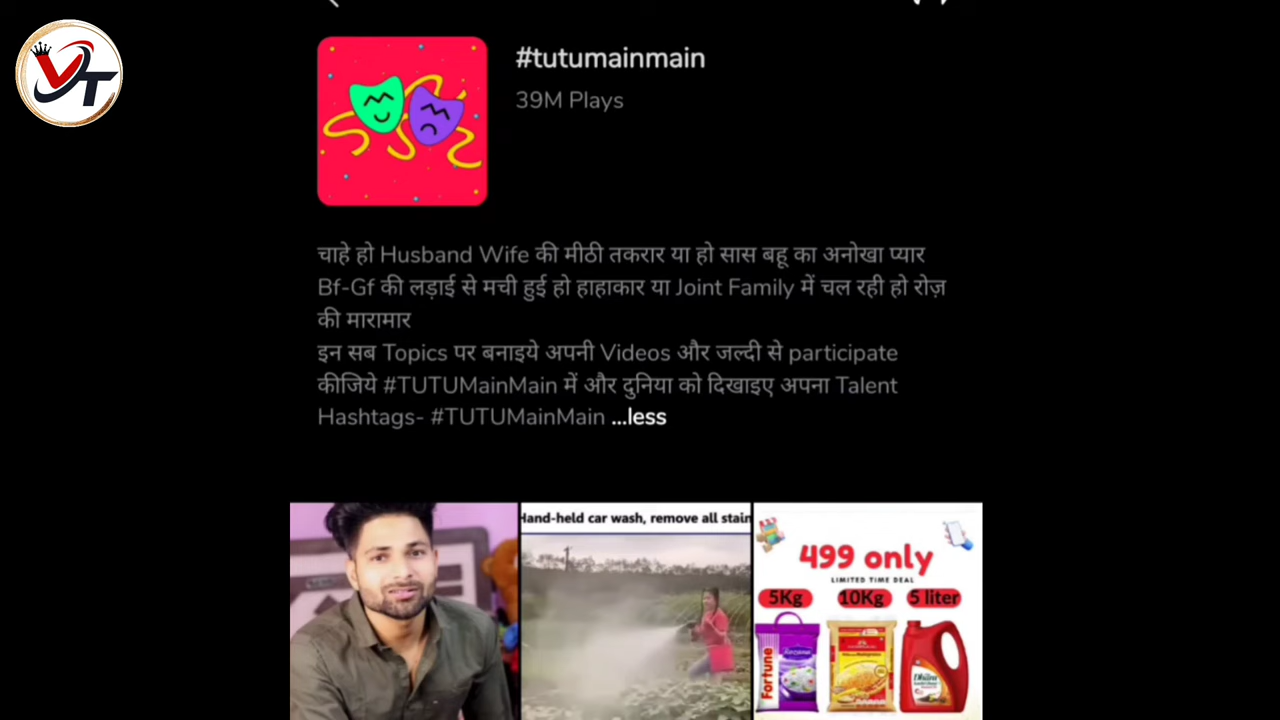 VT
#tutumainmain
39M Plays
चाहे हो Husband Wife की मीठी तकरार या हो सास बहू का अनोखा प्यार
Bf-Gf की लड़ाई से मची हुई हो हाहाकार या Joint Family में चल रही हो रोज़
की मारामार
इन सब Topics पर बनाइये अपनी Videos और जल्दी से participate
कीजिये #TUTUMainMain में और दुनिया को दिखाइए अपना Talent
Hashtags- #TUTUMainMain ...less
Hand-held car wash, remove all stain
499 only
LIMITED TIME DEAL
5Kg 10Kg 5 liter
Fortune
Dhara